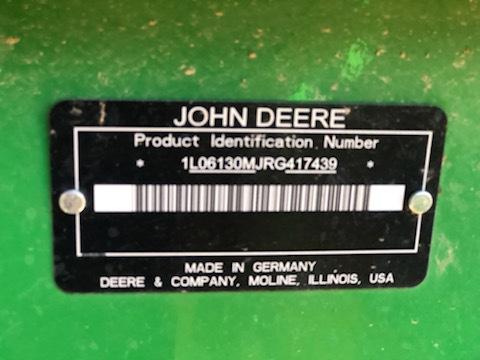 JOHN DEERE
Product Identification Number
* 1L06130MJRG417439 *
MADE IN GERMANY
DEERE & COMPANY, MOLINE, ILLINOIS, USA